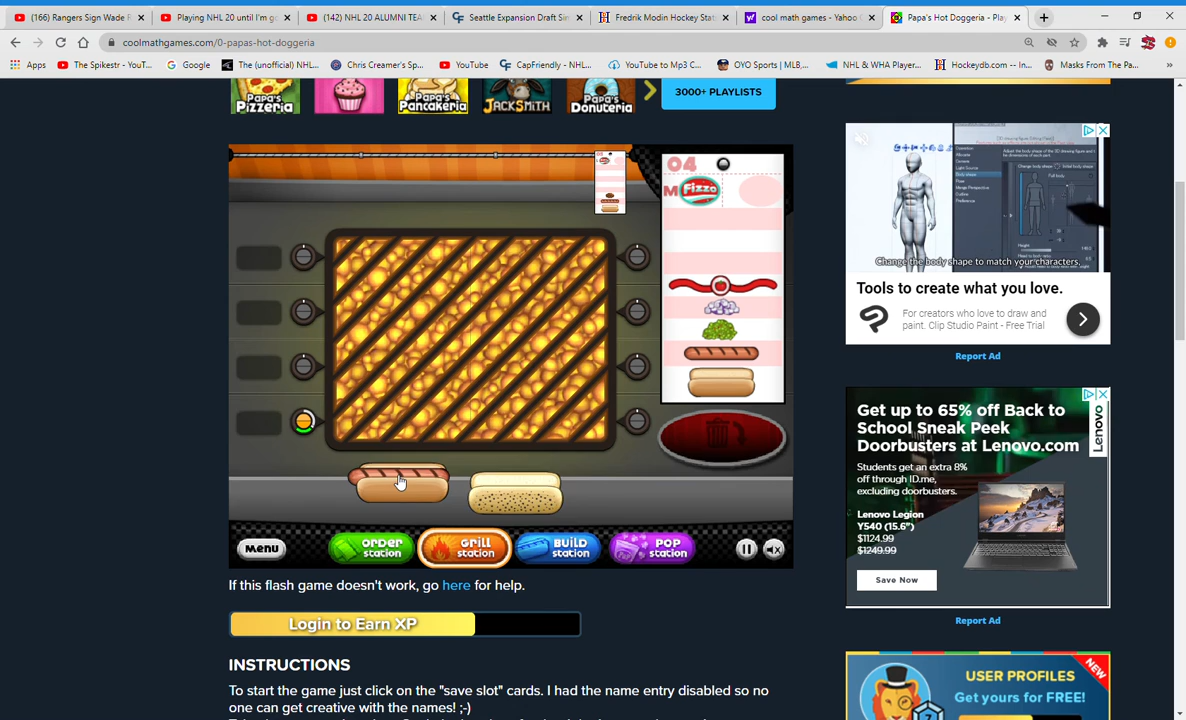 (166) Rangers Sign Wade R
Playing NHL 20 until I'm go
(142) NHL 20 ALUMNI TEA
Seattle Expansion Draft Sim
Fredrik Modin Hockey Stat
cool math games - Yahoo
Papa's Hot Doggeria - Play
coolmathgames.com/0-papas-hot-doggeria
Apps
The Spikestr - YouT...
Google
The (unofficial) NHL...
Chris Creamer's Sp...
YouTube
CapFriendly - NHL...
YouTube to Mp3 C...
OYO Sports | MLB,...
NHL & WHA Player...
Hockeydb.com -- In...
Masks From The Pa...
Papa's Pizzeria
Papa's Pancakeria
JACKSMITH
Papa's Donuteria
3000+ PLAYLISTS
04
M Fizzo
Change the body shape to match your characters.
Tools to create what you love.
For creators who love to draw and
paint. Clip Studio Paint - Free Trial
Report Ad
Get up to 65% off Back to
School Sneak Peek
Doorbusters at Lenovo.com
Students get an extra 8%
off through ID.me,
excluding doorbusters.
Lenovo Legion
Y540 (15.6")
$1124.99
$1249.99
Save Now
LENOVO
Report Ad
Menu
ORDER station
GRILL station
BUILD station
POP station
If this flash game doesn't work, go here for help.
Login to Earn XP
INSTRUCTIONS
To start the game just click on the "save slot" cards. I had the name entry disabled so no
one can get creative with the names! ;-)
NEW
USER PROFILES
Get yours for FREE!